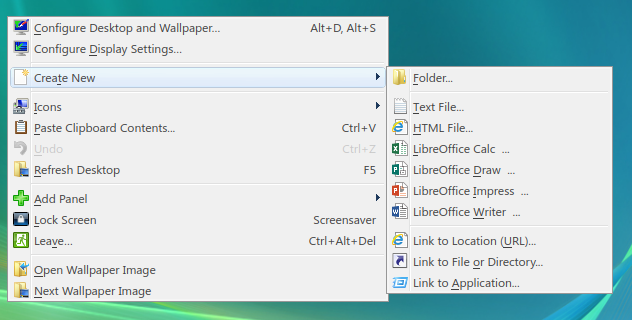 Configure Desktop and Wallpaper... Alt+D, Alt+S
Configure Display Settings...
Create New
Icons
Paste Clipboard Contents... Ctrl+V
Undo Ctrl+Z
Refresh Desktop F5
Add Panel
Lock Screen Screensaver
Leave... Ctrl+Alt+Del
Open Wallpaper Image
Next Wallpaper Image
Folder...
Text File...
HTML File...
LibreOffice Calc ...
LibreOffice Draw ...
LibreOffice Impress ...
LibreOffice Writer ...
Link to Location (URL)...
Link to File or Directory...
Link to Application...